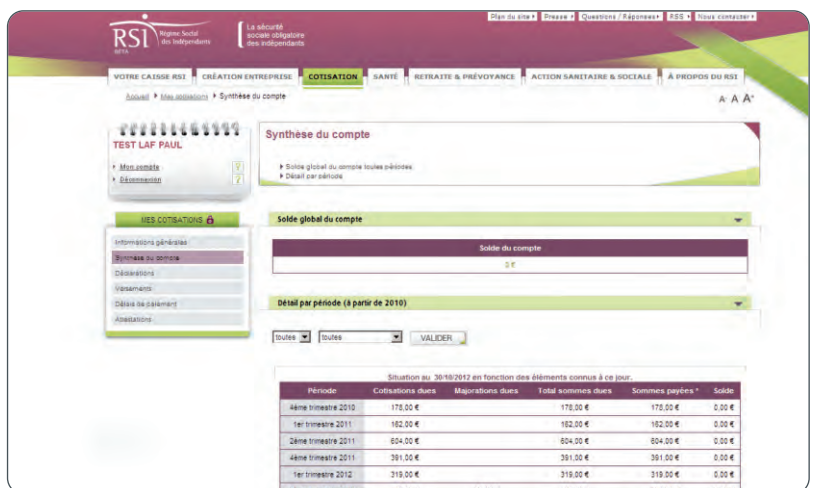 Plan du site Presse Questions / Réponses RSS Nous contacter
RSI Régime Social des Indépendants
BETA
La sécurité
sociale obligatoire
des indépendants
VOTRE CAISSE RSI CRÉATION ENTREPRISE COTISATION SANTÉ RETRAITE & PRÉVOYANCE ACTION SANITAIRE & SOCIALE À PROPOS DU RSI
Accueil Mes cotisations Synthèse du compte
A- A A+
TEST LAF PAUL
Mon compte
Déconnexion
Synthèse du compte
Solde global du compte toutes périodes
Détail par période
MES COTISATIONS
Informations générales
Synthèse du compte
Déclarations
Versements
Délais de paiement
Attestations
Solde global du compte
Solde du compte
0 €
Détail par période (à partir de 2010)
toutes toutes VALIDER
Situation au 30/10/2012 en fonction des éléments connus à ce jour.
Période Cotisations dues Majorations dues Total sommes dues Sommes payées * Solde
4ème trimestre 2010 178,00 € 178,00 € 178,00 € 0,00 €
1er trimestre 2011 162,00 € 162,00 € 162,00 € 0,00 €
2ème trimestre 2011 604,00 € 604,00 € 604,00 € 0,00 €
4ème trimestre 2011 391,00 € 391,00 € 391,00 € 0,00 €
1er trimestre 2012 319,00 € 319,00 € 319,00 € 0,00 €